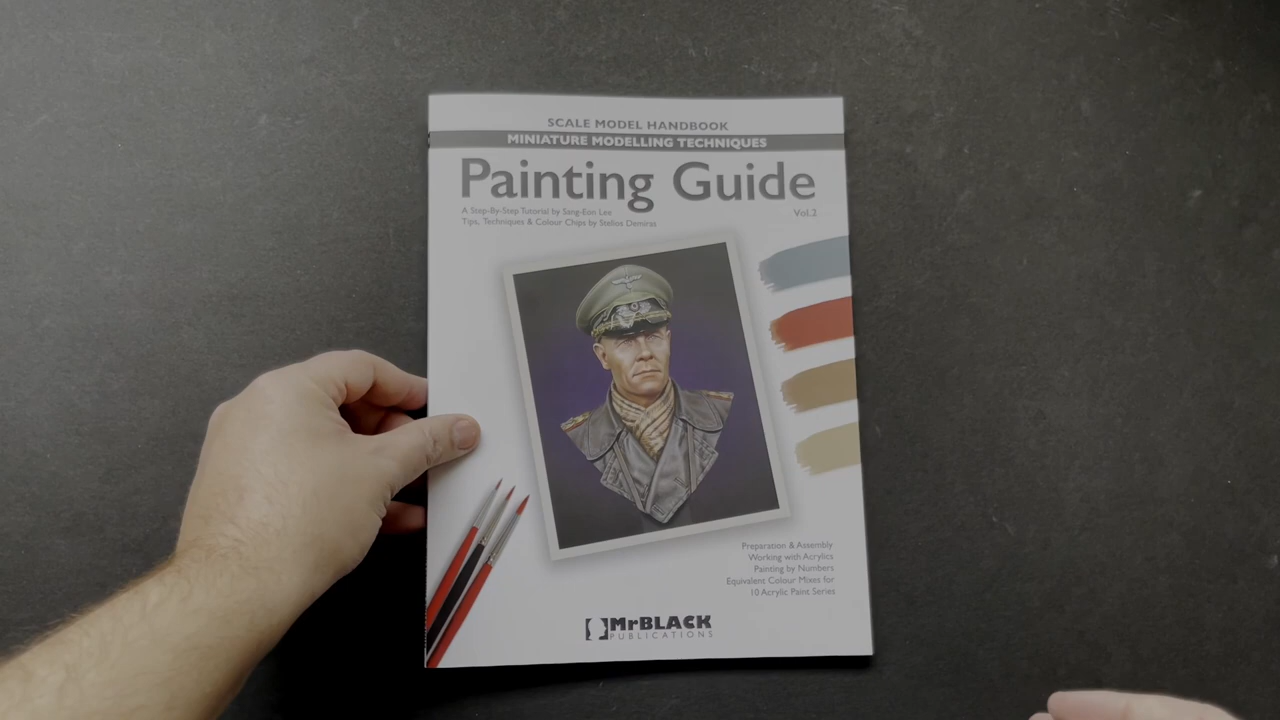 SCALE MODEL HANDBOOK
MINIATURE MODELLING TECHNIQUES
Painting Guide
A Step-By-Step Tutorial by Sang-Eon Lee
Tips, Techniques & Colour Chips by Stelios Demiras
Vol.2
Preparation & Assembly
Working with Acrylics
Painting by Numbers
Equivalent Colour Mixes for
10 Acrylic Paint Series
MrBLACK
PUBLICATIONS